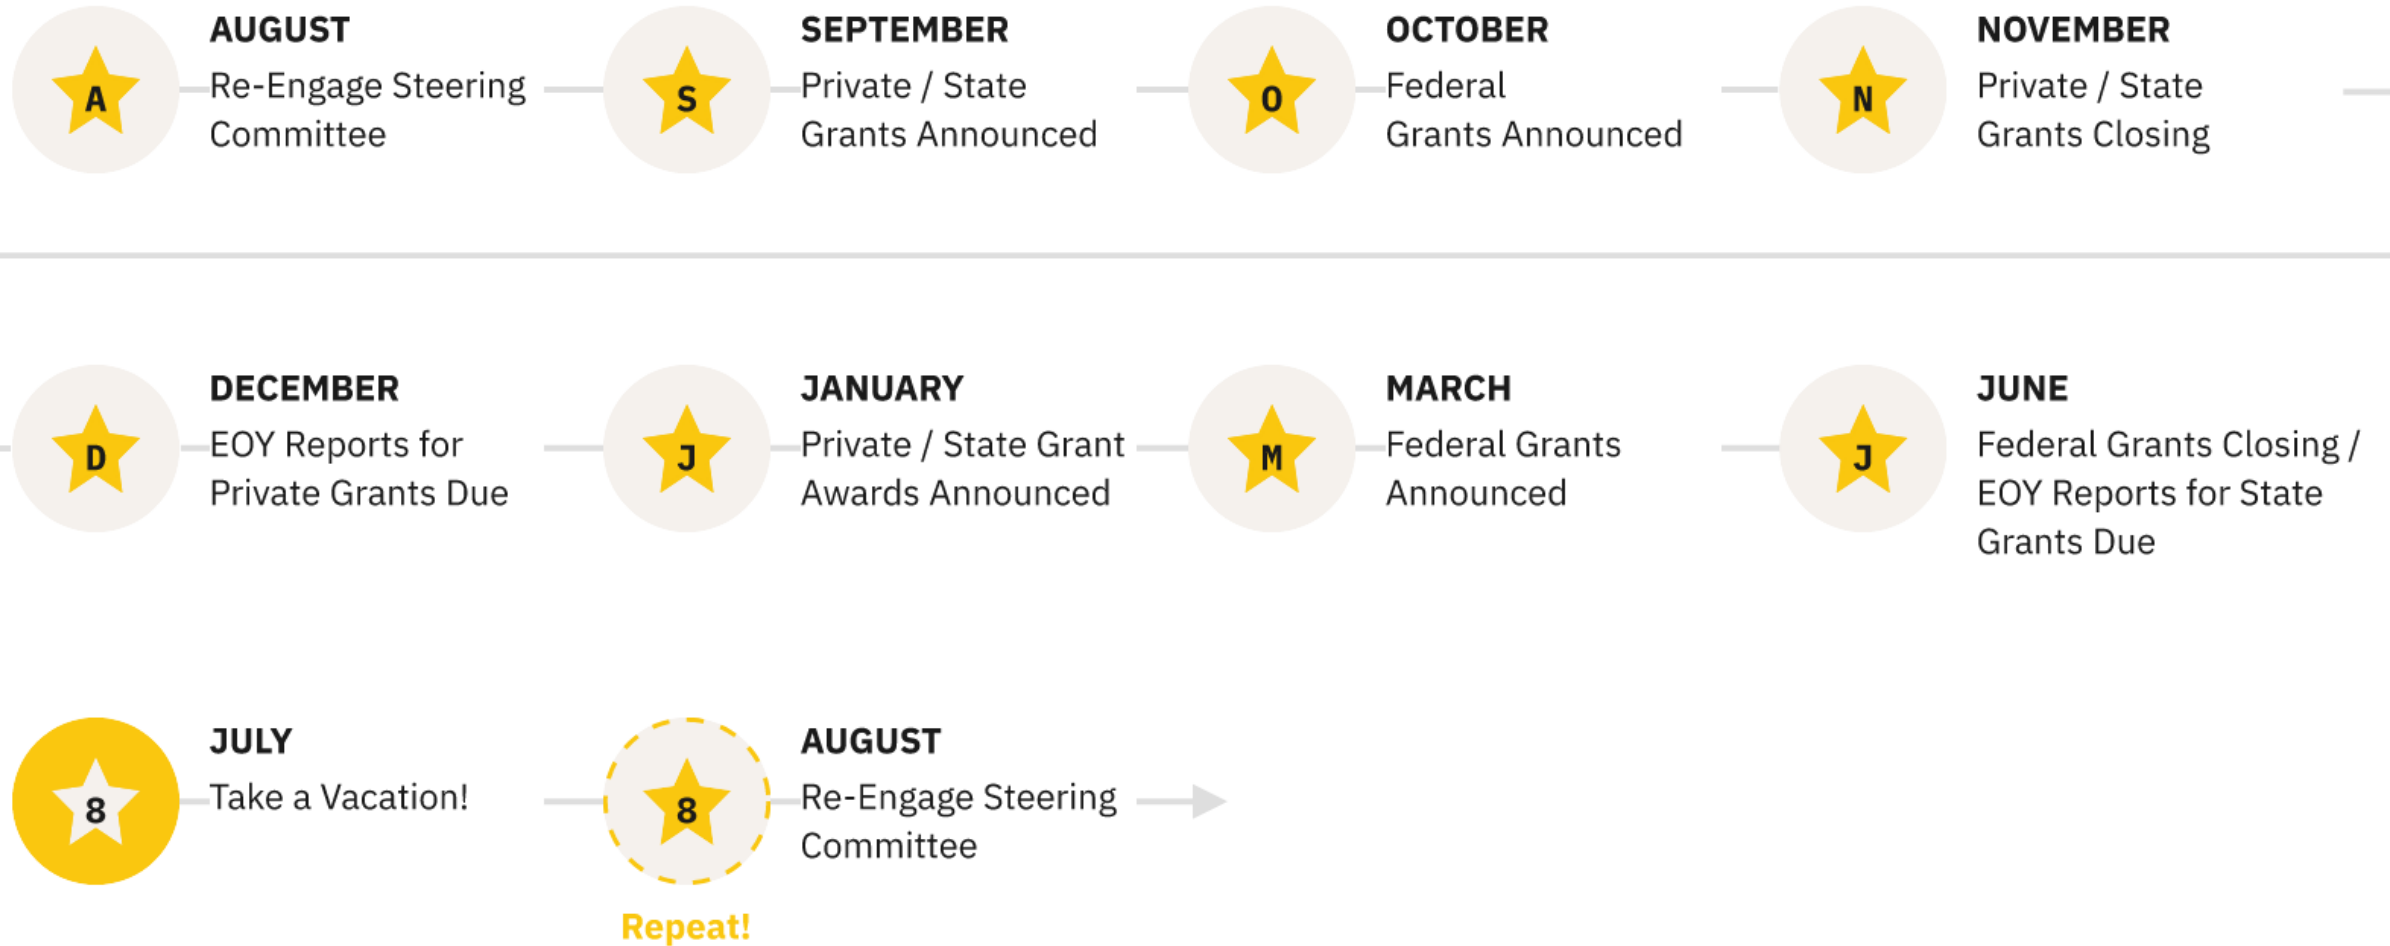 AUGUST
A
Re-Engage Steering
Committee
SEPTEMBER
S
Private / State
Grants Announced
OCTOBER
O
Federal
Grants Announced
NOVEMBER
N
Private / State
Grants Closing
DECEMBER
D
EOY Reports for
Private Grants Due
JANUARY
J
Private / State Grant
Awards Announced
MARCH
M
Federal Grants
Announced
JUNE
J
Federal Grants Closing /
EOY Reports for State
Grants Due
JULY
8
Take a Vacation!
AUGUST
8
Re-Engage Steering
Committee
Repeat!